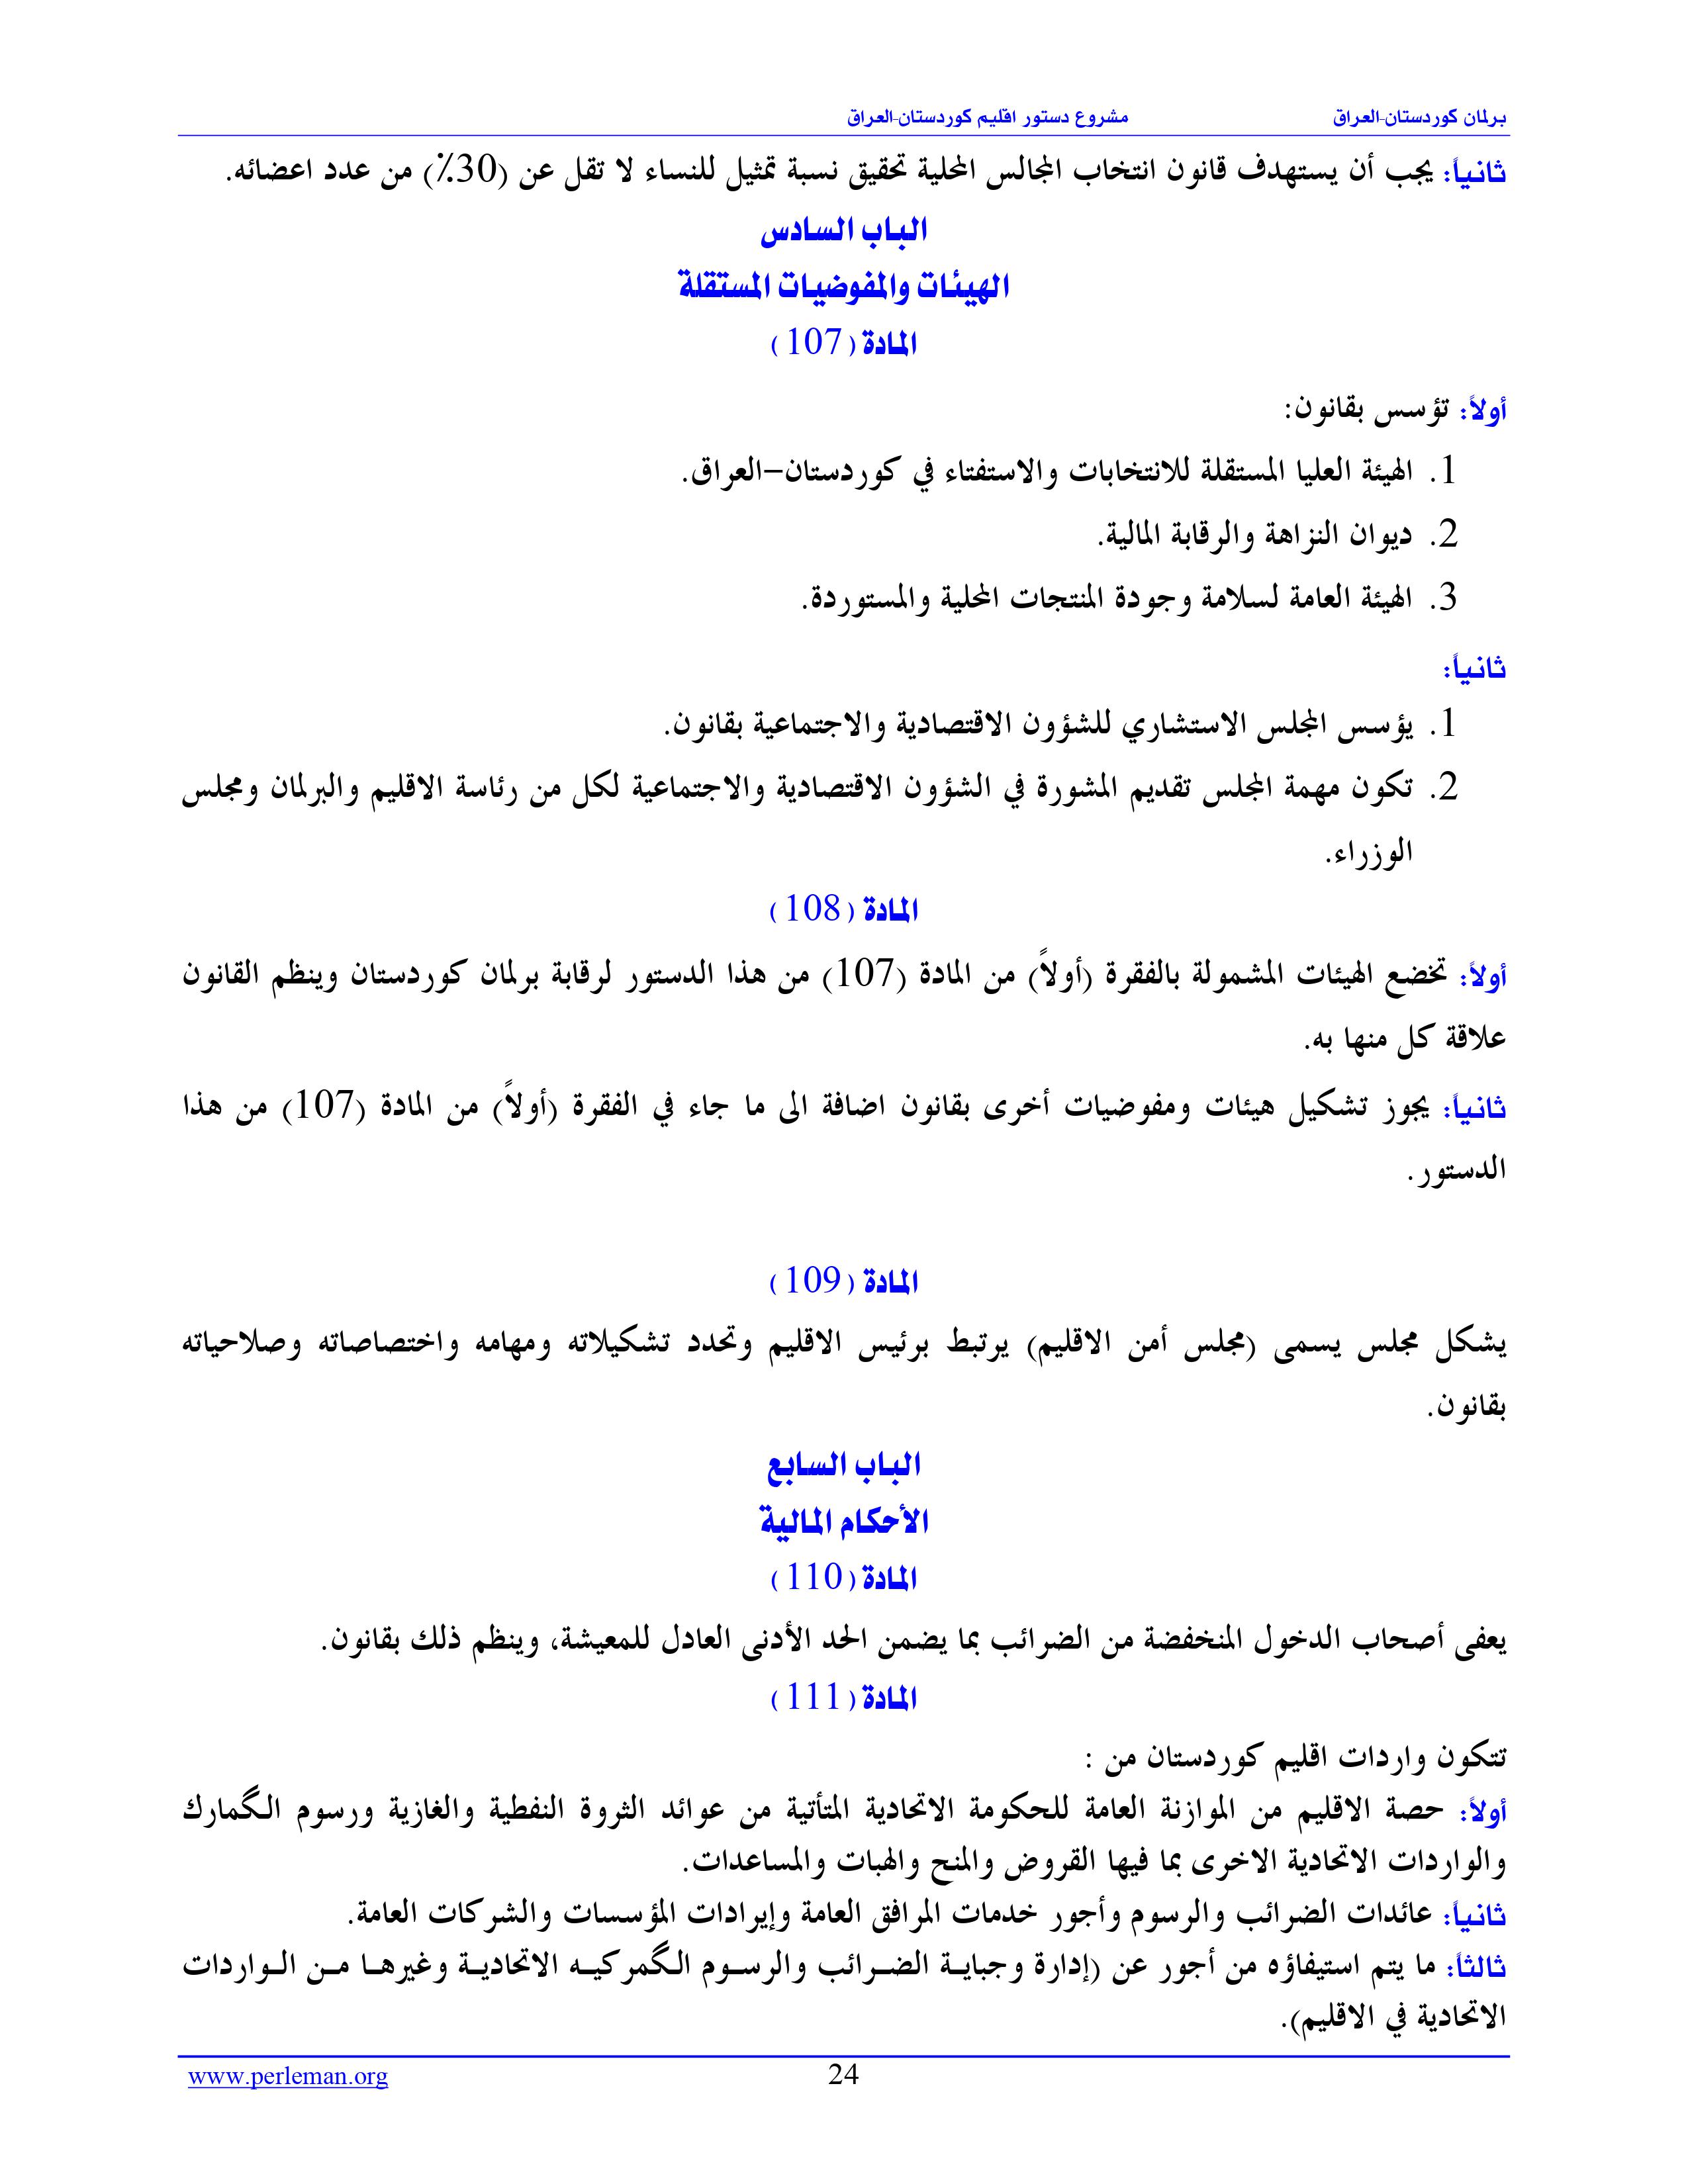 برلمان كوردستان-العراق مشروع دستور اقليم كوردستان-العراق
ثانياً: يجب أن يستهدف قانون انتخاب المجالس المحلية تحقيق نسبة تمثيل للنساء لا تقل عن (30٪) من عدد اعضائه.
الباب السادس
الهيئات والمفوضيات المستقلة
المادة (107)
أولاً: تؤسس بقانون:
1. الهيئة العليا المستقلة للانتخابات والاستفتاء في كوردستان–العراق.
2. ديوان النزاهة والرقابة المالية.
3. الهيئة العامة لسلامة وجودة المنتجات المحلية والمستوردة.
ثانياً:
1. يؤسس المجلس الاستشاري للشؤون الاقتصادية والاجتماعية بقانون.
2. تكون مهمة المجلس تقديم المشورة في الشؤون الاقتصادية والاجتماعية لكل من رئاسة الاقليم والبرلمان ومجلس
الوزراء.
المادة (108)
أولاً: تخضع الهيئات المشمولة بالفقرة (أولاً) من المادة (107) من هذا الدستور لرقابة برلمان كوردستان وينظم القانون
علاقة كل منها به.
ثانياً: يجوز تشكيل هيئات ومفوضيات أخرى بقانون اضافة الى ما جاء في الفقرة (أولاً) من المادة (107) من هذا
الدستور.
المادة (109)
يشكل مجلس يسمى (مجلس أمن الاقليم) يرتبط برئيس الاقليم وتحدد تشكيلاته ومهامه واختصاصاته وصلاحياته
بقانون.
الباب السابع
الأحكام المالية
المادة (110)
يعفى أصحاب الدخول المنخفضة من الضرائب بما يضمن الحد الأدنى العادل للمعيشة، وينظم ذلك بقانون.
المادة (111)
تتكون واردات اقليم كوردستان من :
أولاً: حصة الاقليم من الموازنة العامة للحكومة الاتحادية المتأتية من عوائد الثروة النفطية والغازية ورسوم الگمارك
والواردات الاتحادية الاخرى بما فيها القروض والمنح والهبات والمساعدات.
ثانياً: عائدات الضرائب والرسوم وأجور خدمات المرافق العامة وإيرادات المؤسسات والشركات العامة.
ثالثاً: ما يتم استيفاؤه من أجور عن (إدارة وجبايـة الضـرائب والرسـوم الگمركيـه الاتحاديـة وغيرهـا مـن الـواردات
الاتحادية في الاقليم).
www.perleman.org 24